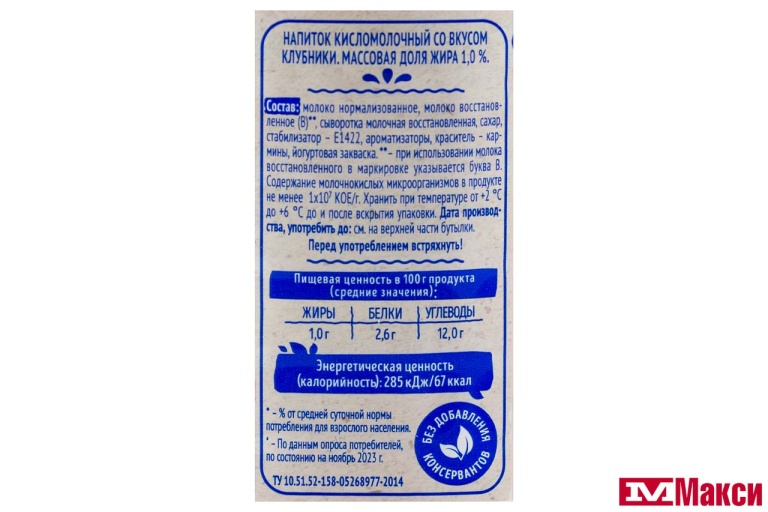 НАПИТОК КИСЛОМОЛОЧНЫЙ СО ВКУСОМ
КЛУБНИКИ. МАССОВАЯ ДОЛЯ ЖИРА 1,0 %.
Состав: молоко нормализованное, молоко восстанов-
ленное (В)**, сыворотка молочная восстановленная, сахар,
стабилизатор – Е1422, ароматизаторы, краситель – кар-
мины, йогуртовая закваска. ** – при использовании молока
восстановленного в маркировке указывается буква В.
Содержание молочнокислых микроорганизмов в продукте
не менее 1х10⁷ КОЕ/г. Хранить при температуре от +2 °С
до +6 °С до и после вскрытия упаковки. Дата производ-
ства, употребить до: см. на верхней части бутылки.
Перед употреблением встряхнуть!
Пищевая ценность в 100 г продукта
(средние значения):
ЖИРЫ БЕЛКИ УГЛЕВОДЫ
1,0 г 2,6 г 12,0 г
Энергетическая ценность
(калорийность): 285 кДж/67 ккал
* – % от средней суточной нормы
потребления для взрослого населения.
* – По данным опроса потребителей,
по состоянию на ноябрь 2023 г.
БЕЗ ДОБАВЛЕНИЯ
КОНСЕРВАНТОВ
ТУ 10.51.52-158-05268977-2014
Макси